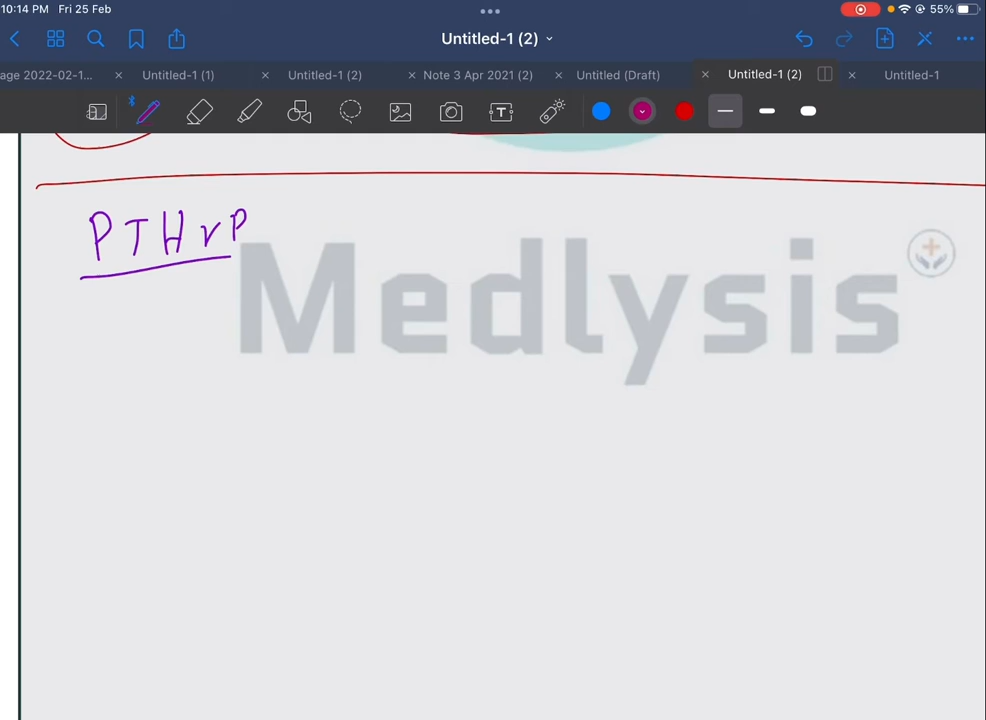 10:14 PM Fri 25 Feb
55%
Untitled-1 (2)
age 2022-02-1...
Untitled-1 (1)
Untitled-1 (2)
Note 3 Apr 2021 (2)
Untitled (Draft)
Untitled-1 (2)
Untitled-1
T
PTHrP
Medlysis